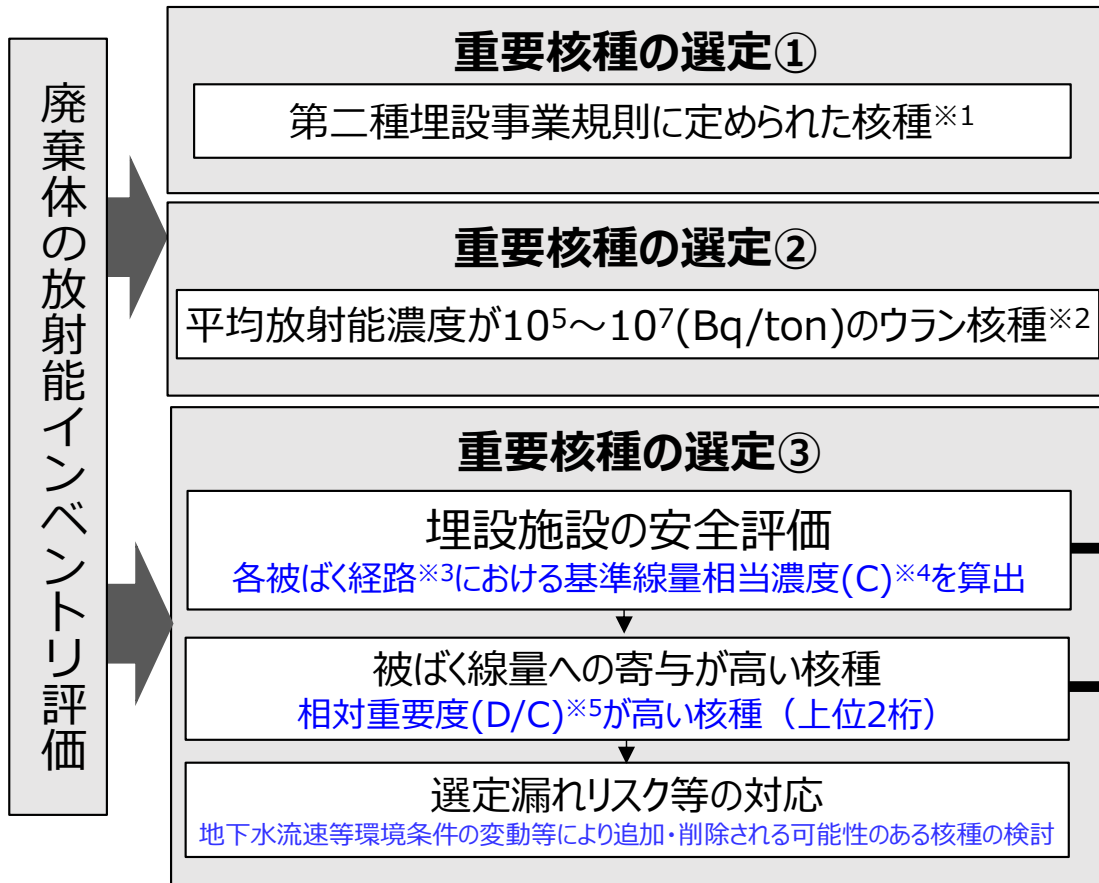 廃棄体の放射能インベントリ評価
重要核種の選定①
第二種埋設事業規則に定められた核種※1
重要核種の選定②
平均放射能濃度が10⁵～10⁷(Bq/ton)のウラン核種※2
重要核種の選定③
埋設施設の安全評価
各被ばく経路※3における基準線量相当濃度(C)※4を算出
被ばく線量への寄与が高い核種
相対重要度(D/C)※5が高い核種（上位2桁）
選定漏れリスク等の対応
地下水流速等環境条件の変動等により追加・削除される可能性のある核種の検討